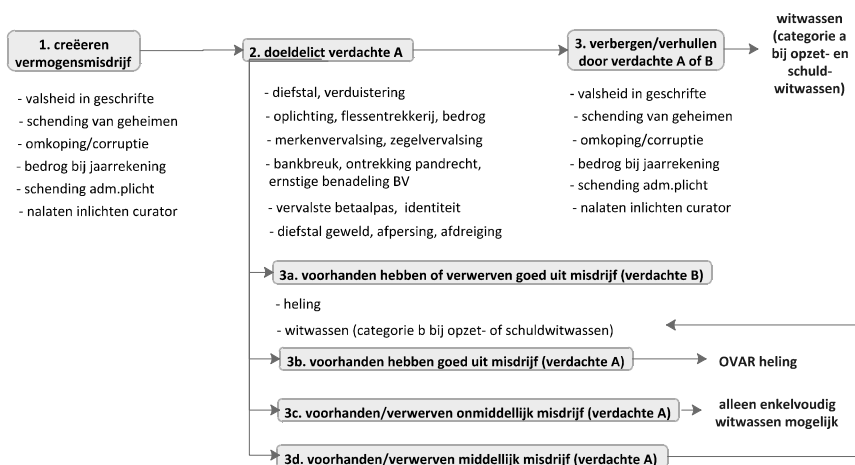 1. creëeren
vermogensmisdrijf
- valsheid in geschrifte
- schending van geheimen
- omkoping/corruptie
- bedrog bij jaarrekening
- schending adm.plicht
- nalaten inlichten curator
2. doeldelict verdachte A
- diefstal, verduistering
- oplichting, flessentrekkerij, bedrog
- merkenvervalsing, zegelvervalsing
- bankbreuk, ontrekking pandrecht,
ernstige benadeling BV
- vervalste betaalpas, identiteit
- diefstal geweld, afpersing, afdreiging
3. verbergen/verhullen
door verdachte A of B
- valsheid in geschrifte
- schending van geheimen
- omkoping/corruptie
- bedrog bij jaarrekening
- schending adm.plicht
- nalaten inlichten curator
witwassen
(categorie a
bij opzet- en
schuld-
witwassen)
3a. voorhanden hebben of verwerven goed uit misdrijf (verdachte B)
- heling
- witwassen (categorie b bij opzet- of schuldwitwassen)
3b. voorhanden hebben goed uit misdrijf (verdachte A)
OVAR heling
3c. voorhanden/verwerven onmiddellijk misdrijf (verdachte A)
alleen enkelvoudig
witwassen mogelijk
3d. voorhanden/verwerven middellijk misdrijf (verdachte A)